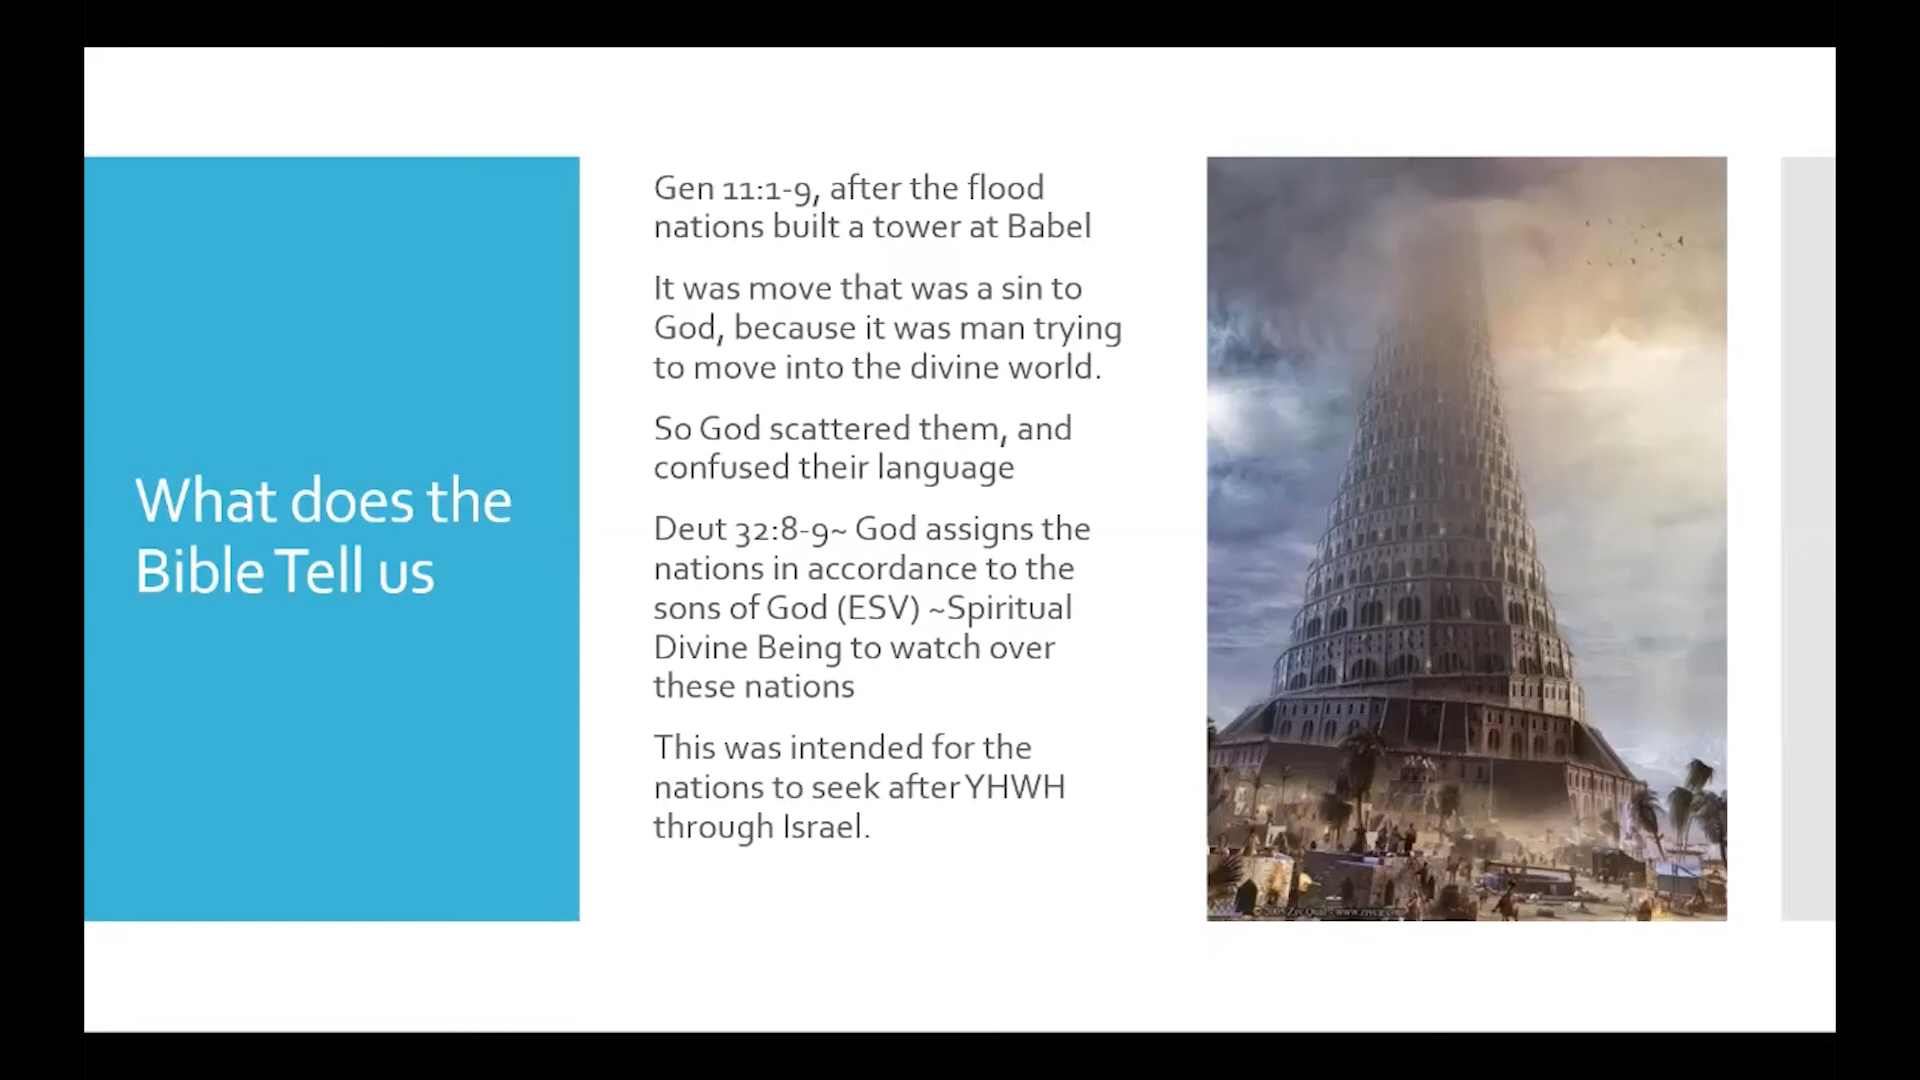 What does the
Bible Tell us
Gen 11:1-9, after the flood
nations built a tower at Babel
It was move that was a sin to
God, because it was man trying
to move into the divine world.
So God scattered them, and
confused their language
Deut 32:8-9~ God assigns the
nations in accordance to the
sons of God (ESV) ~Spiritual
Divine Being to watch over
these nations
This was intended for the
nations to seek after YHWH
through Israel.